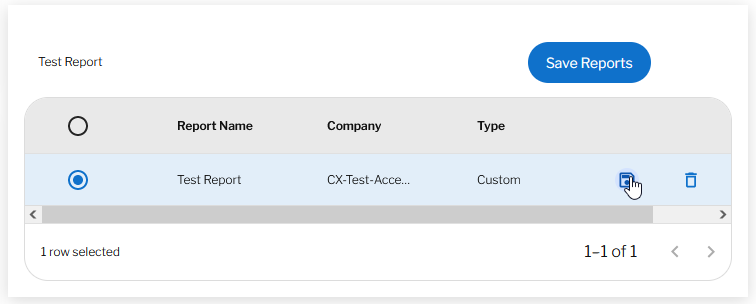 Test Report
Save Reports
Report Name Company Type
Test Report CX-Test-Acce... Custom
1 row selected
1–1 of 1